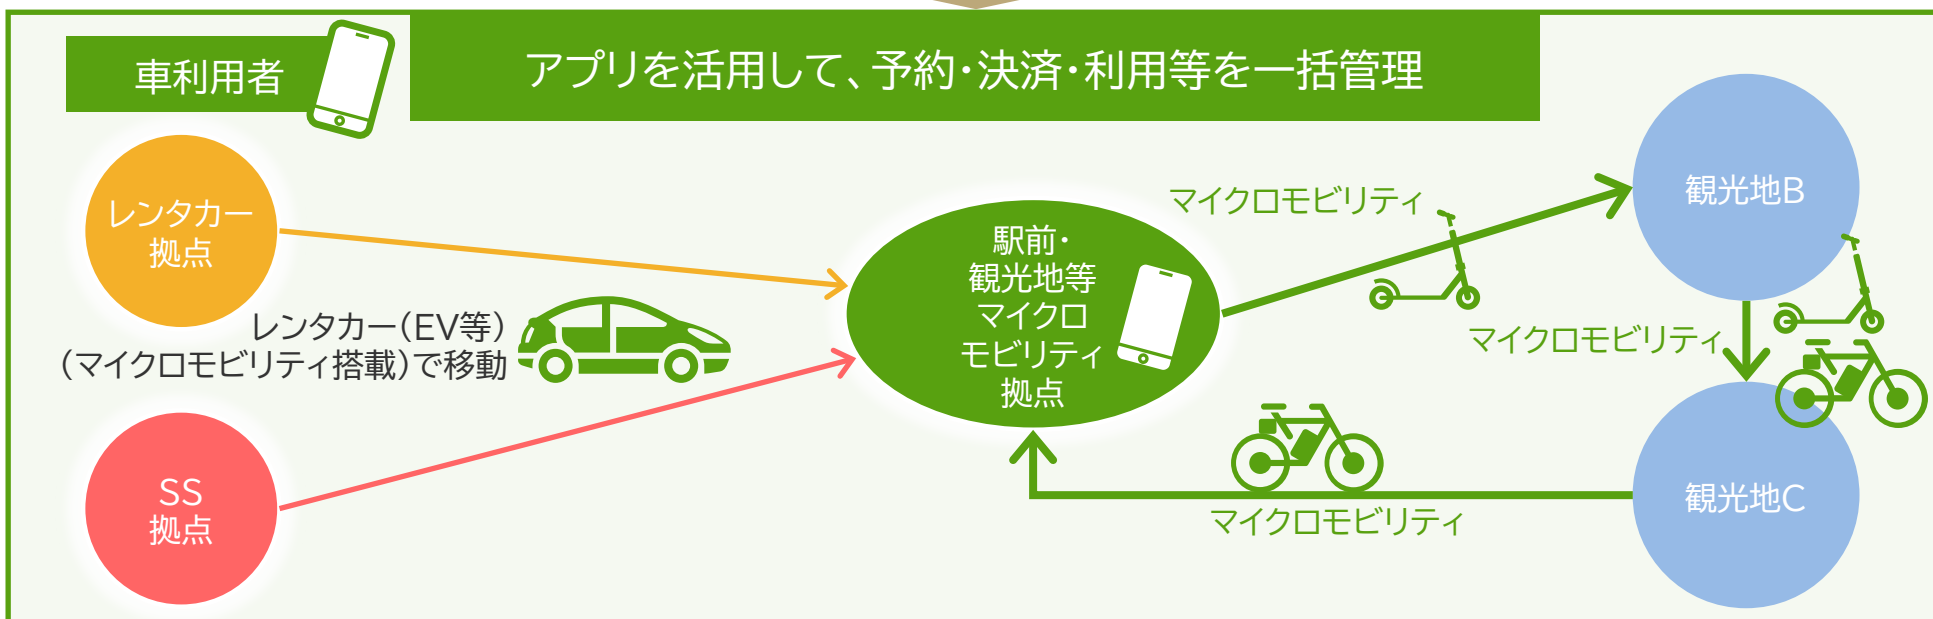 車利用者
アプリを活用して、予約・決済・利用等を一括管理
レンタカー
拠点
レンタカー（EV等）
（マイクロモビリティ搭載）で移動
SS
拠点
駅前・
観光地等
マイクロ
モビリティ
拠点
マイクロモビリティ
観光地B
マイクロモビリティ
観光地C
マイクロモビリティ